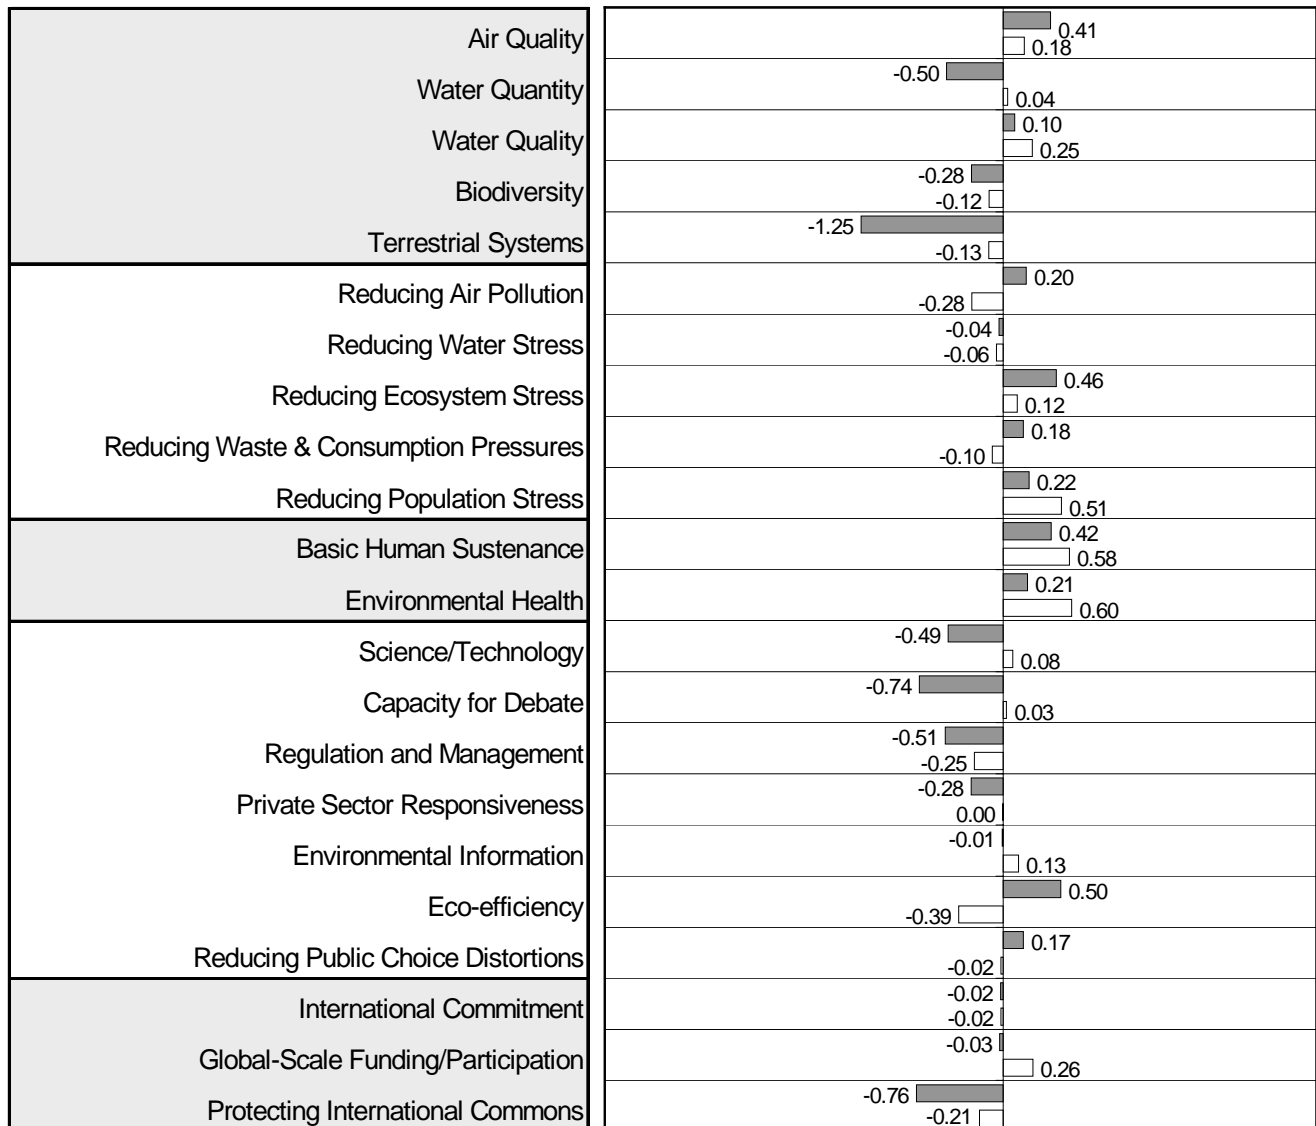 Air Quality
0.41
0.18
Water Quantity
-0.50
0.04
Water Quality
0.10
0.25
Biodiversity
-0.28
-0.12
Terrestrial Systems
-1.25
-0.13
Reducing Air Pollution
0.20
-0.28
Reducing Water Stress
-0.04
-0.06
Reducing Ecosystem Stress
0.46
0.12
Reducing Waste & Consumption Pressures
0.18
-0.10
Reducing Population Stress
0.22
0.51
Basic Human Sustenance
0.42
0.58
Environmental Health
0.21
0.60
Science/Technology
-0.49
0.08
Capacity for Debate
-0.74
0.03
Regulation and Management
-0.51
-0.25
Private Sector Responsiveness
-0.28
0.00
Environmental Information
-0.01
0.13
Eco-efficiency
0.50
-0.39
Reducing Public Choice Distortions
0.17
-0.02
International Commitment
-0.02
-0.02
Global-Scale Funding/Participation
-0.03
0.26
Protecting International Commons
-0.76
-0.21